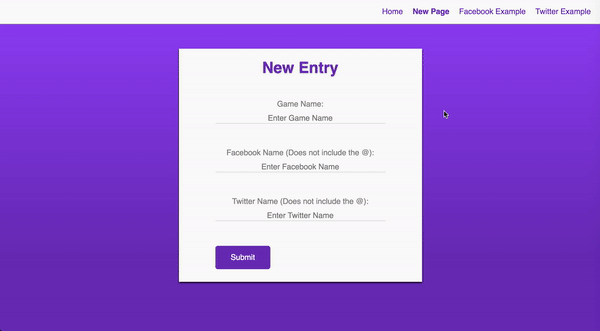 Home New Page Facebook Example Twitter Example
New Entry
Game Name:
Enter Game Name
Facebook Name (Does not include the @):
Enter Facebook Name
Twitter Name (Does not include the @):
Enter Twitter Name
Submit